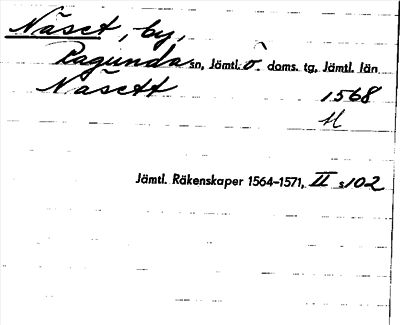 Näset, by,
Ragunda sn, Jämtl. ö. doms. tg, Jämtl. län
Näsett 1568
U
Jämtl. Räkenskaper 1564-1571, II s. 102